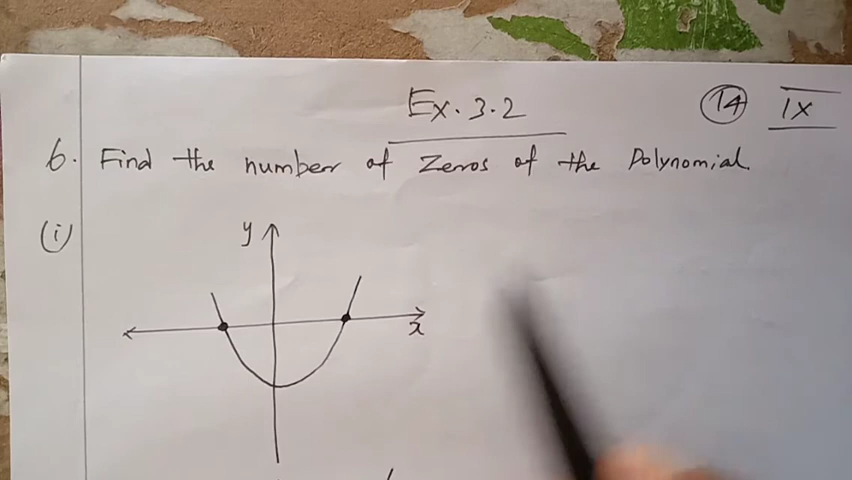 Ex. 3.2
14 IX
6. Find the number of Zeros of the Polynomial.
(i)
y
x